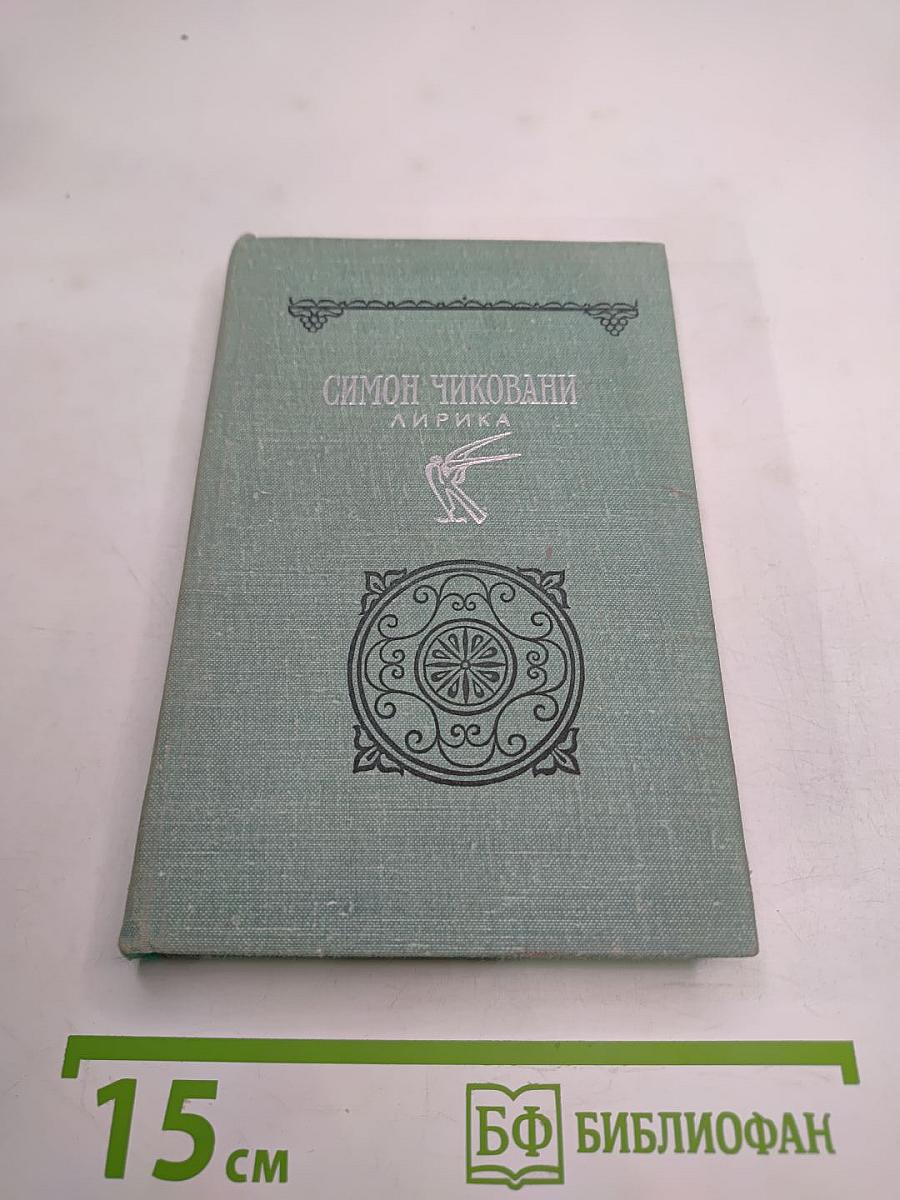 СИМОН ЧИКОВАНИ
ЛИРИКА
15 см
БФ БИБЛИОФАН